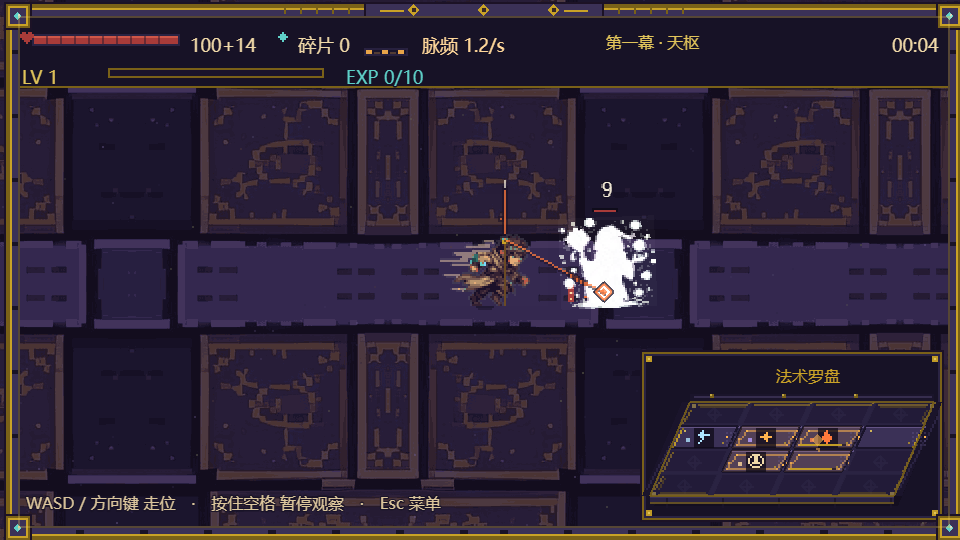 100+14 碎片 0 脉频 1.2/s 第一幕 · 天枢 00:04
LV 1 EXP 0/10
9
法术罗盘
WASD / 方向键 走位 · 按住空格 暂停观察 · Esc 菜单